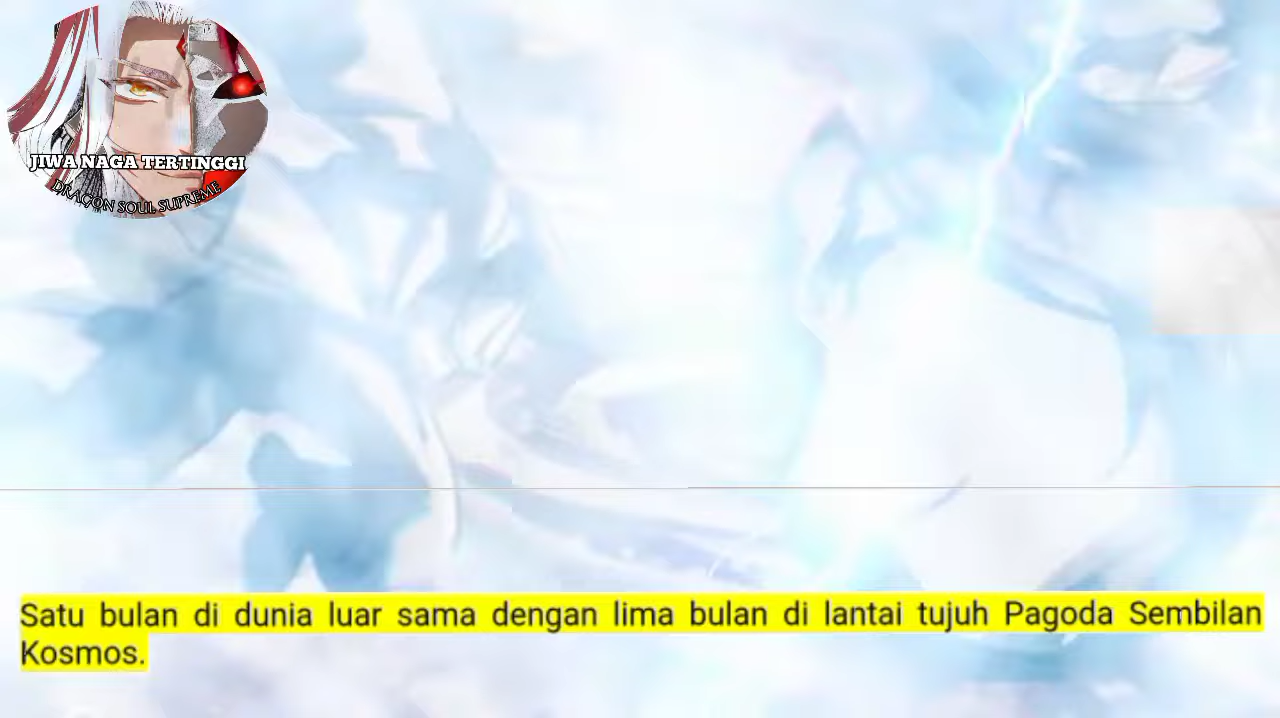 JIWA NAGA TERTINGGI
DRAGON SOUL SUPREME
Satu bulan di dunia luar sama dengan lima bulan di lantai tujuh Pagoda Sembilan
Kosmos.